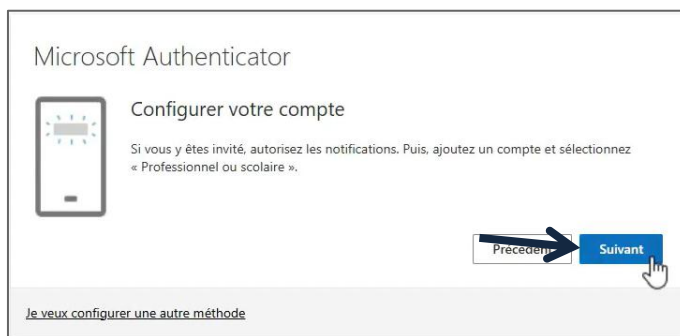 Microsoft Authenticator
Configurer votre compte
Si vous y êtes invité, autorisez les notifications. Puis, ajoutez un compte et sélectionnez
« Professionnel ou scolaire ».
Précédent Suivant
Je veux configurer une autre méthode